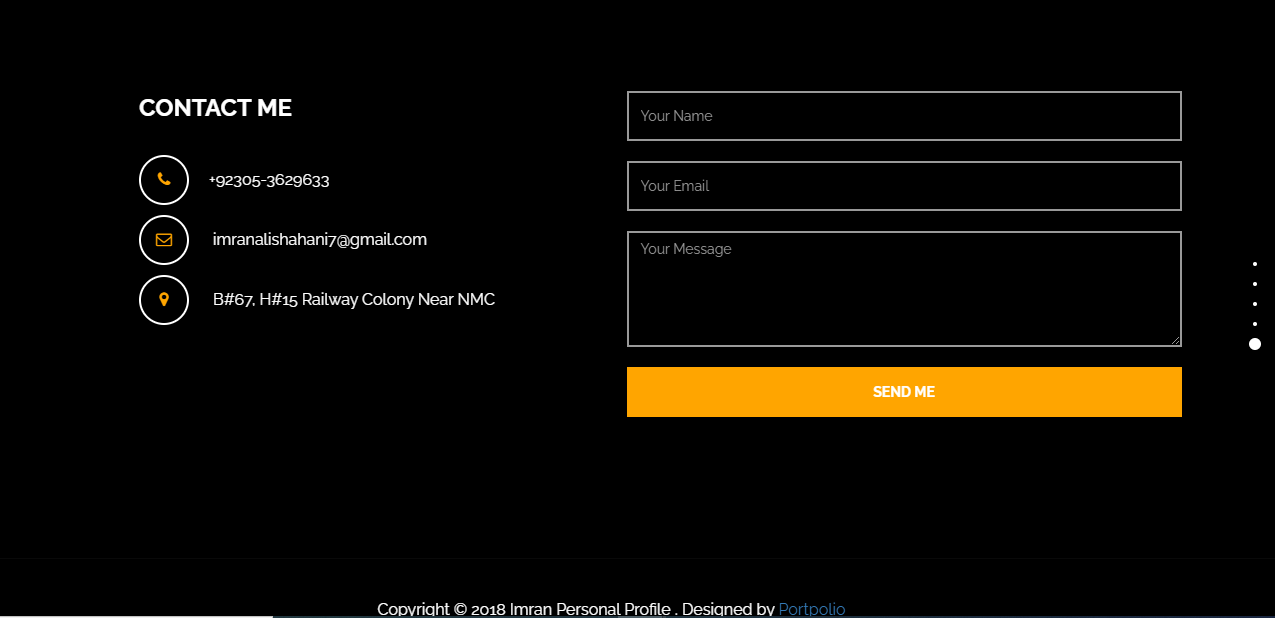 CONTACT ME
+92305-3629633
imranalishahani7@gmail.com
B#67, H#15 Railway Colony Near NMC
Your Name
Your Email
Your Message
SEND ME
Copyright © 2018 Imran Personal Profile . Designed by Portpolio